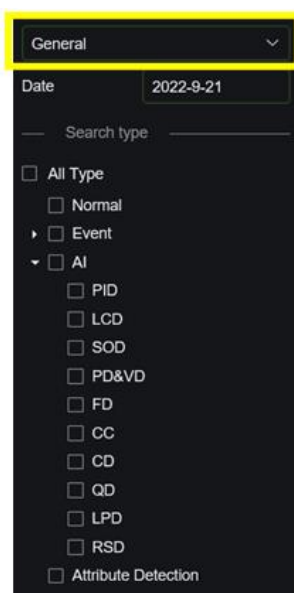 General
Date 2022-9-21
Search type
All Type
Normal
Event
AI
PID
LCD
SOD
PD&VD
FD
CC
CD
QD
LPD
RSD
Attribute Detection